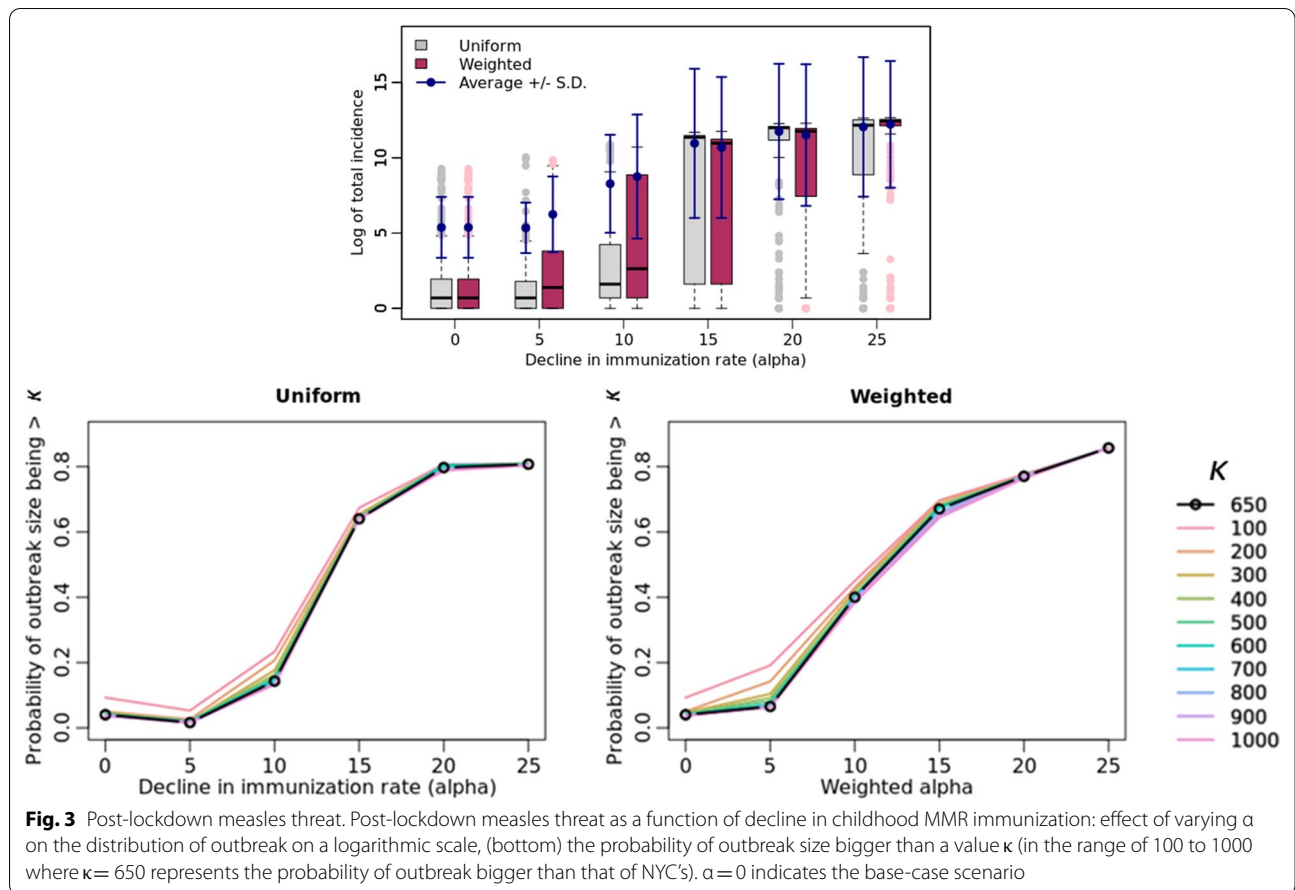 Uniform
Weighted
Average +/- S.D.
Log of total incidence
15
10
5
0
0 5 10 15 20 25
Decline in immunization rate (alpha)
Uniform
Probability of outbreak size being > κ
0.8
0.6
0.4
0.2
0.0
0 5 10 15 20 25
Decline in immunization rate (alpha)
Weighted
Probability of outbreak size being > κ
0.8
0.6
0.4
0.2
0.0
0 5 10 15 20 25
Weighted alpha
K
650
100
200
300
400
500
600
700
800
900
1000
Fig. 3 Post-lockdown measles threat. Post-lockdown measles threat as a function of decline in childhood MMR immunization: effect of varying α
on the distribution of outbreak on a logarithmic scale, (bottom) the probability of outbreak size bigger than a value κ (in the range of 100 to 1000
where κ= 650 represents the probability of outbreak bigger than that of NYC's). α=0 indicates the base-case scenario